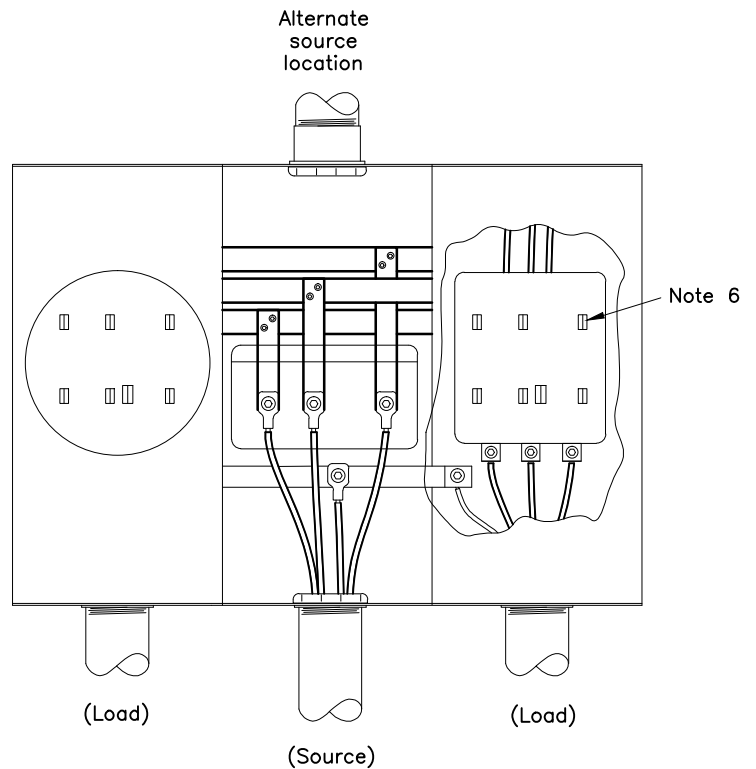 Alternate
source
location
Note 6
(Load)
(Load)
(Source)